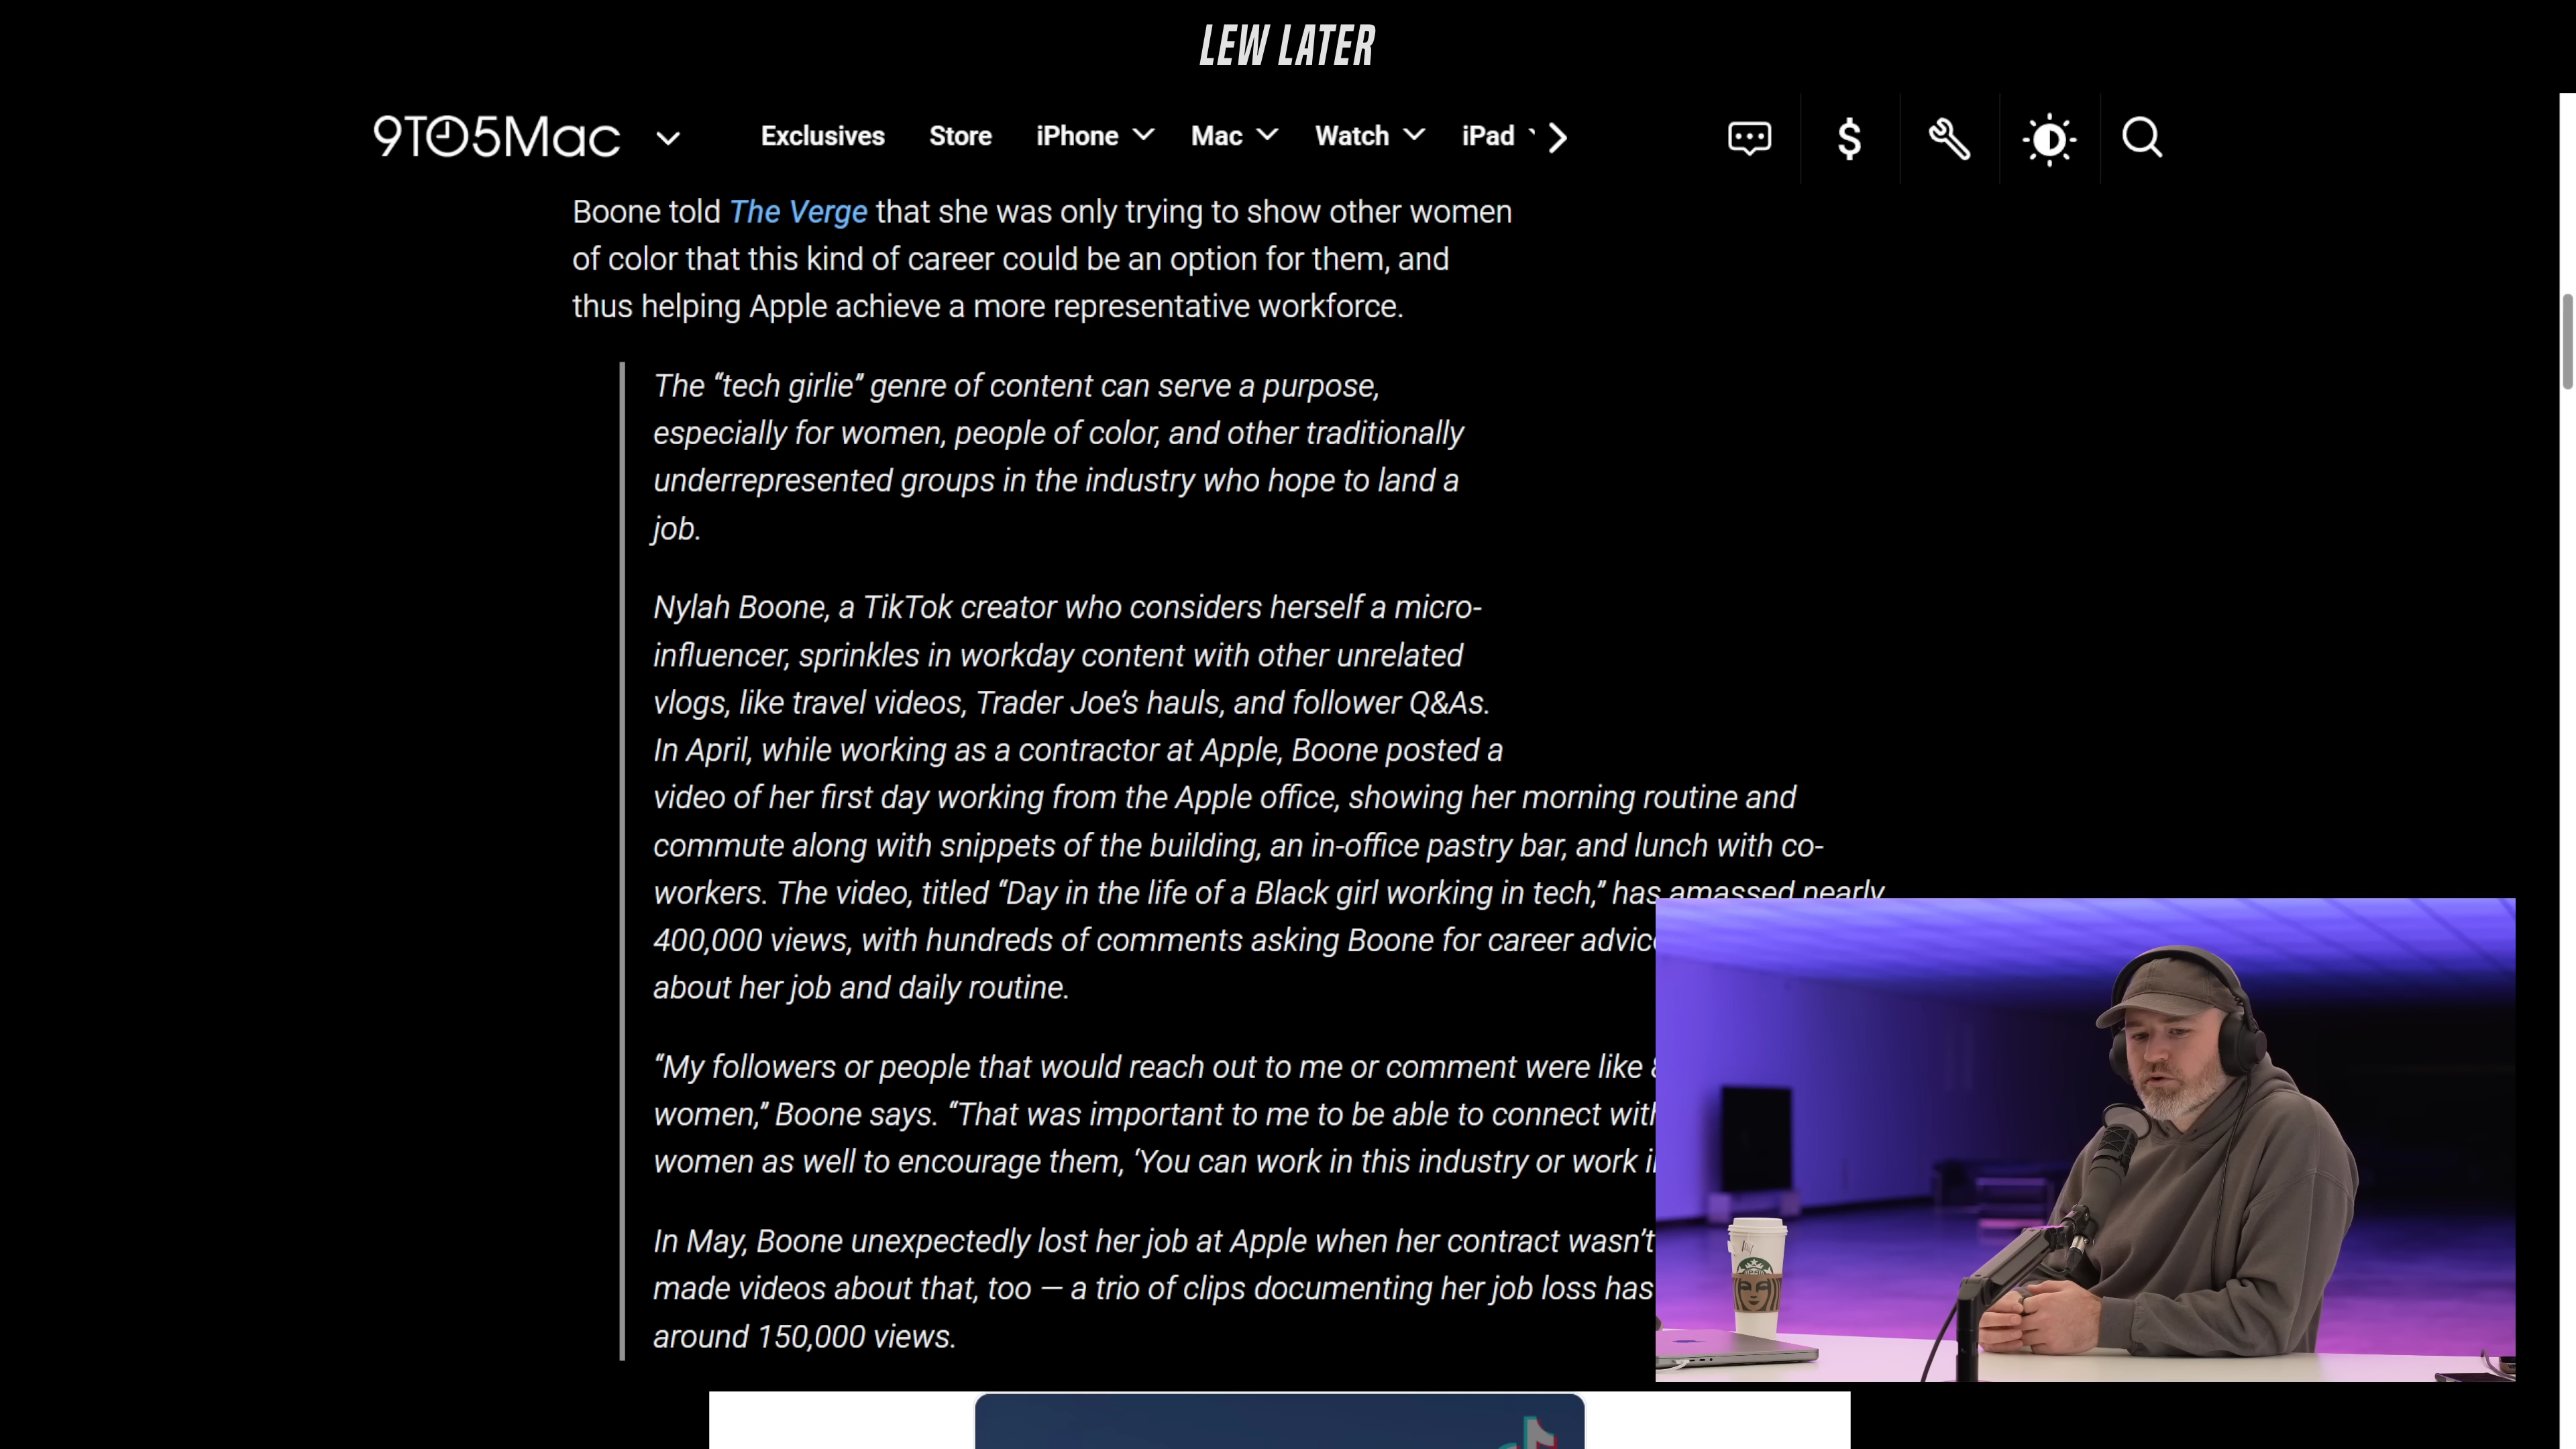 LEW LATER
9TO5Mac
Exclusives Store iPhone Mac Watch iPad
Boone told The Verge that she was only trying to show other women
of color that this kind of career could be an option for them, and
thus helping Apple achieve a more representative workforce.
The “tech girlie” genre of content can serve a purpose,
especially for women, people of color, and other traditionally
underrepresented groups in the industry who hope to land a
job.
Nylah Boone, a TikTok creator who considers herself a micro-
influencer, sprinkles in workday content with other unrelated
vlogs, like travel videos, Trader Joe’s hauls, and follower Q&As.
In April, while working as a contractor at Apple, Boone posted a
video of her first day working from the Apple office, showing her morning routine and
commute along with snippets of the building, an in-office pastry bar, and lunch with co-
workers. The video, titled “Day in the life of a Black girl working in tech,” has amassed nearly
400,000 views, with hundreds of comments asking Boone for career advice
about her job and daily routine.
“My followers or people that would reach out to me or comment were like
women,” Boone says. “That was important to me to be able to connect with
women as well to encourage them, ‘You can work in this industry or work
In May, Boone unexpectedly lost her job at Apple when her contract wasn’t
made videos about that, too — a trio of clips documenting her job loss has
around 150,000 views.